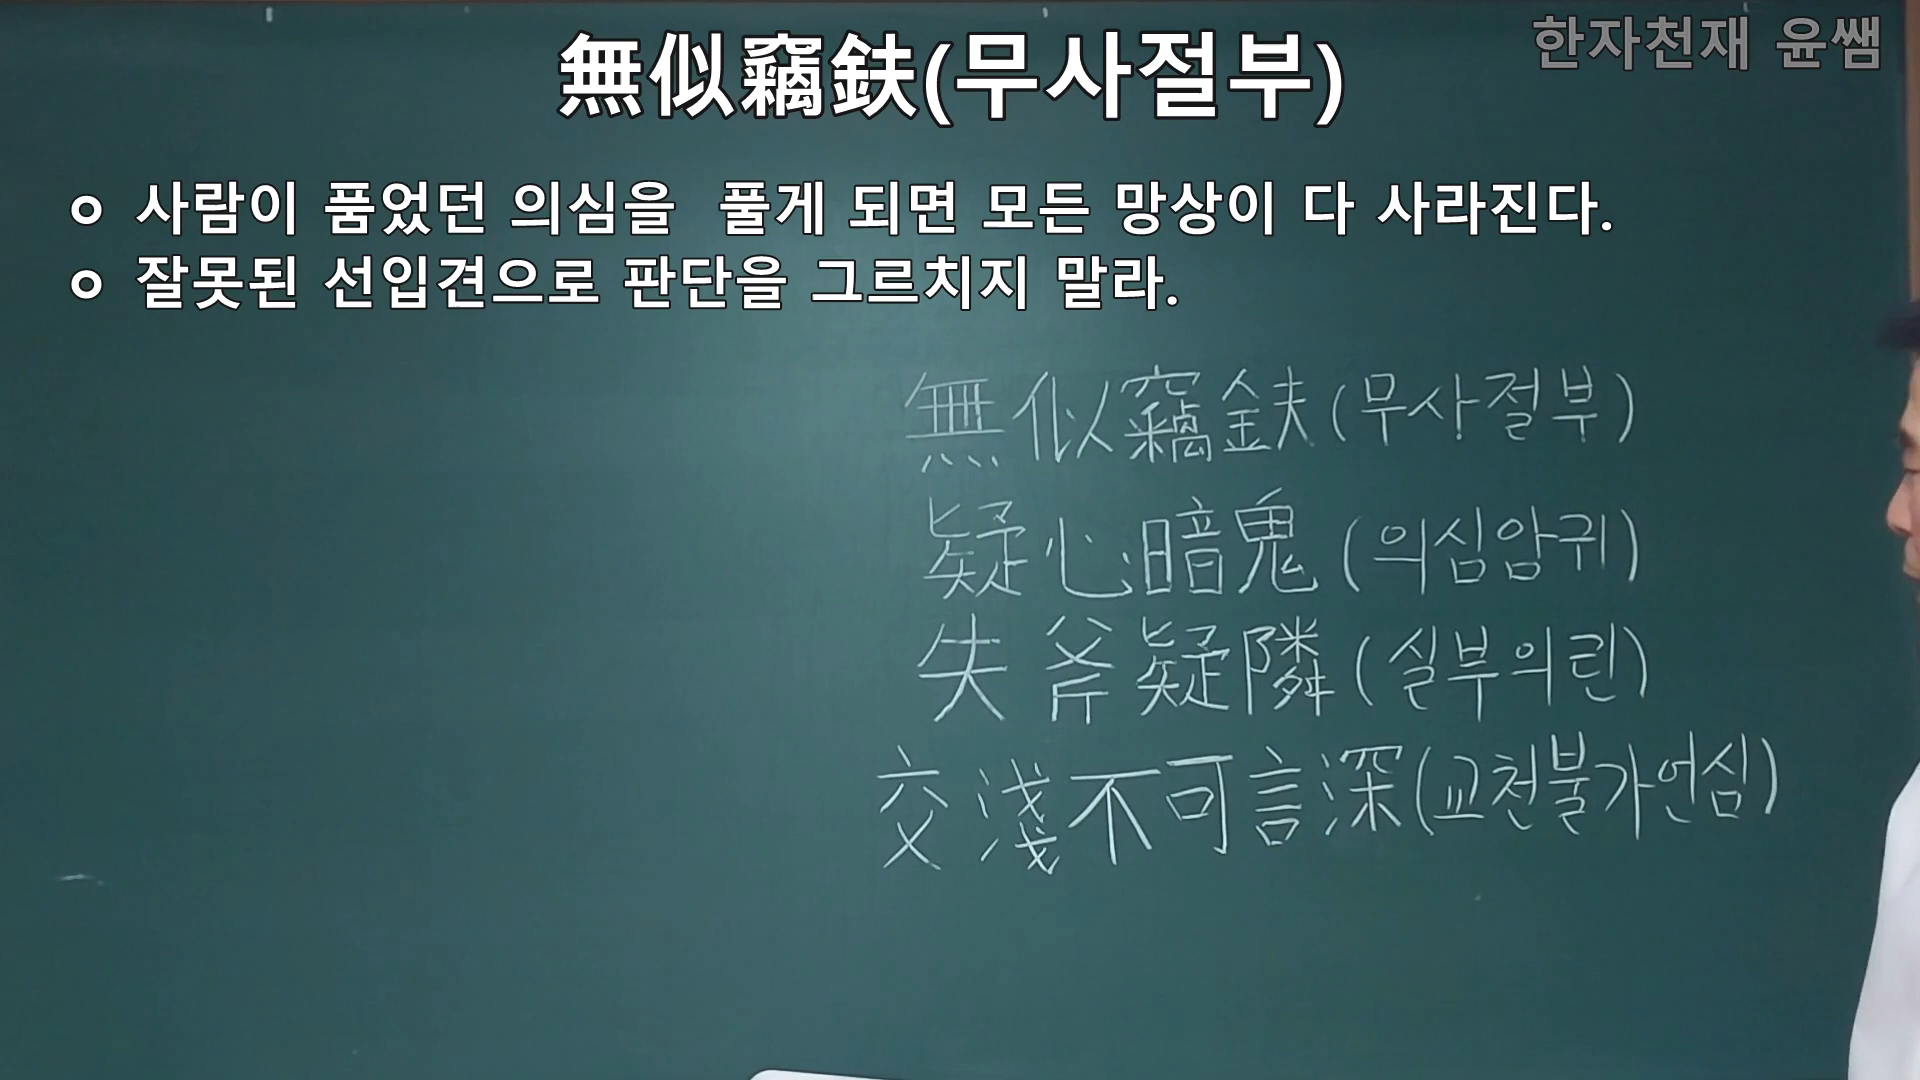 無似竊鈇(무사절부)
한자천재 윤쌤
ㅇ 사람이 품었던 의심을 풀게 되면 모든 망상이 다 사라진다.
ㅇ 잘못된 선입견으로 판단을 그르치지 말라.
無似竊鈇(무사절부)
疑心暗鬼(의심암귀)
失斧疑隣(실부의린)
交淺不可言深(교천불가언심)